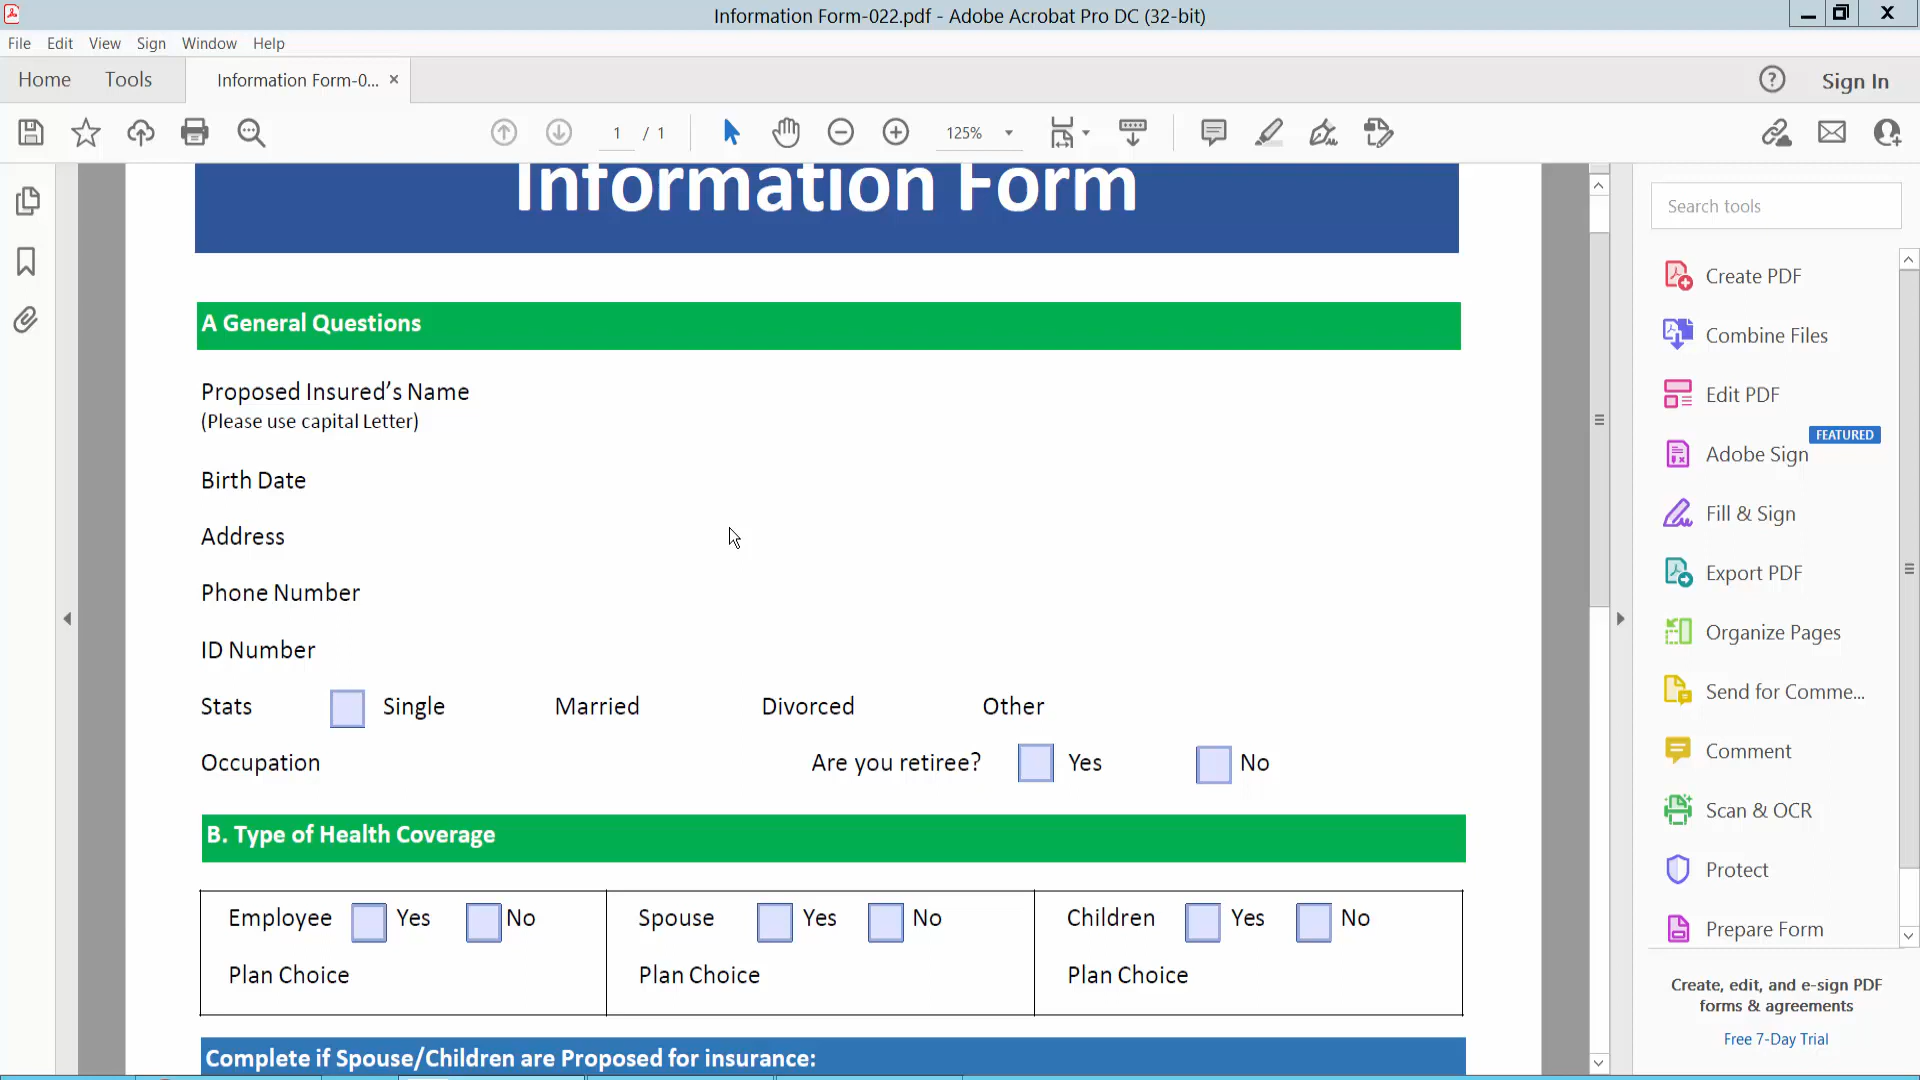 Information Form-022.pdf - Adobe Acrobat Pro DC (32-bit)
File Edit View Sign Window Help
Home Tools Information Form-0... × Sign In
1 / 1 125%
Information Form
Search tools
A General Questions
Proposed Insured’s Name
(Please use capital Letter)
Birth Date
Address
Phone Number
ID Number
Stats Single Married Divorced Other
Occupation Are you retiree? Yes No
B. Type of Health Coverage
Employee Yes No Spouse Yes No Children Yes No
Plan Choice Plan Choice Plan Choice
Complete if Spouse/Children are Proposed for insurance:
Create PDF
Combine Files
Edit PDF
FEATURED
Adobe Sign
Fill & Sign
Export PDF
Organize Pages
Send for Comme...
Comment
Scan & OCR
Protect
Prepare Form
Create, edit, and e-sign PDF
forms & agreements
Free 7-Day Trial